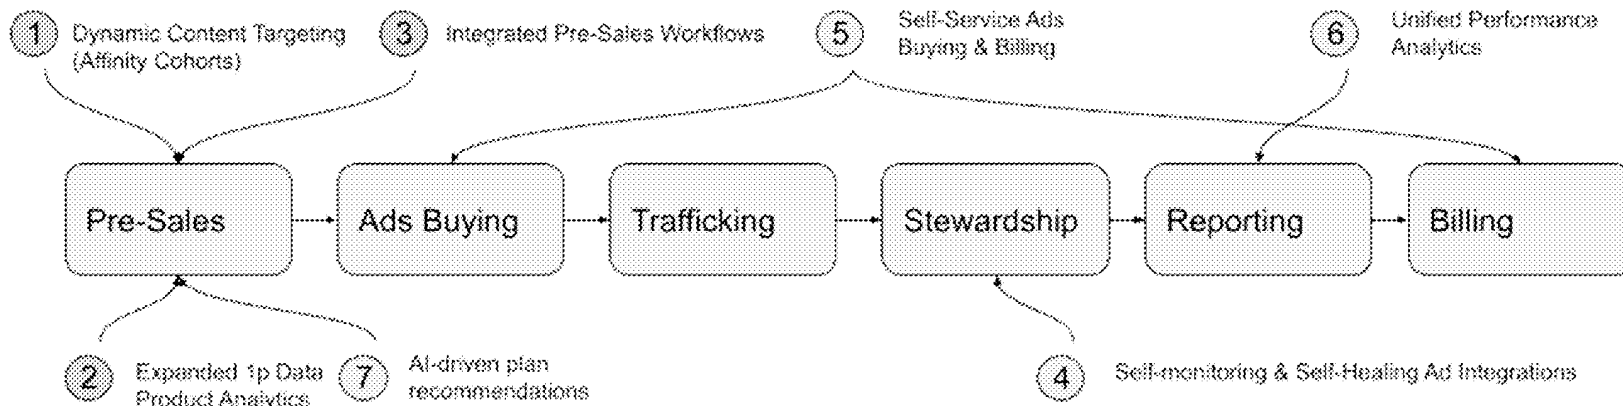 1 Dynamic Content Targeting
(Affinity Cohorts)
3 Integrated Pre-Sales Workflows
5 Self-Service Ads
Buying & Billing
6 Unified Performance
Analytics
Pre-Sales
Ads Buying
Trafficking
Stewardship
Reporting
Billing
2 Expanded 1p Data
Product Analytics
7 AI-driven plan
recommendations
4 Self-monitoring & Self-Healing Ad Integrations